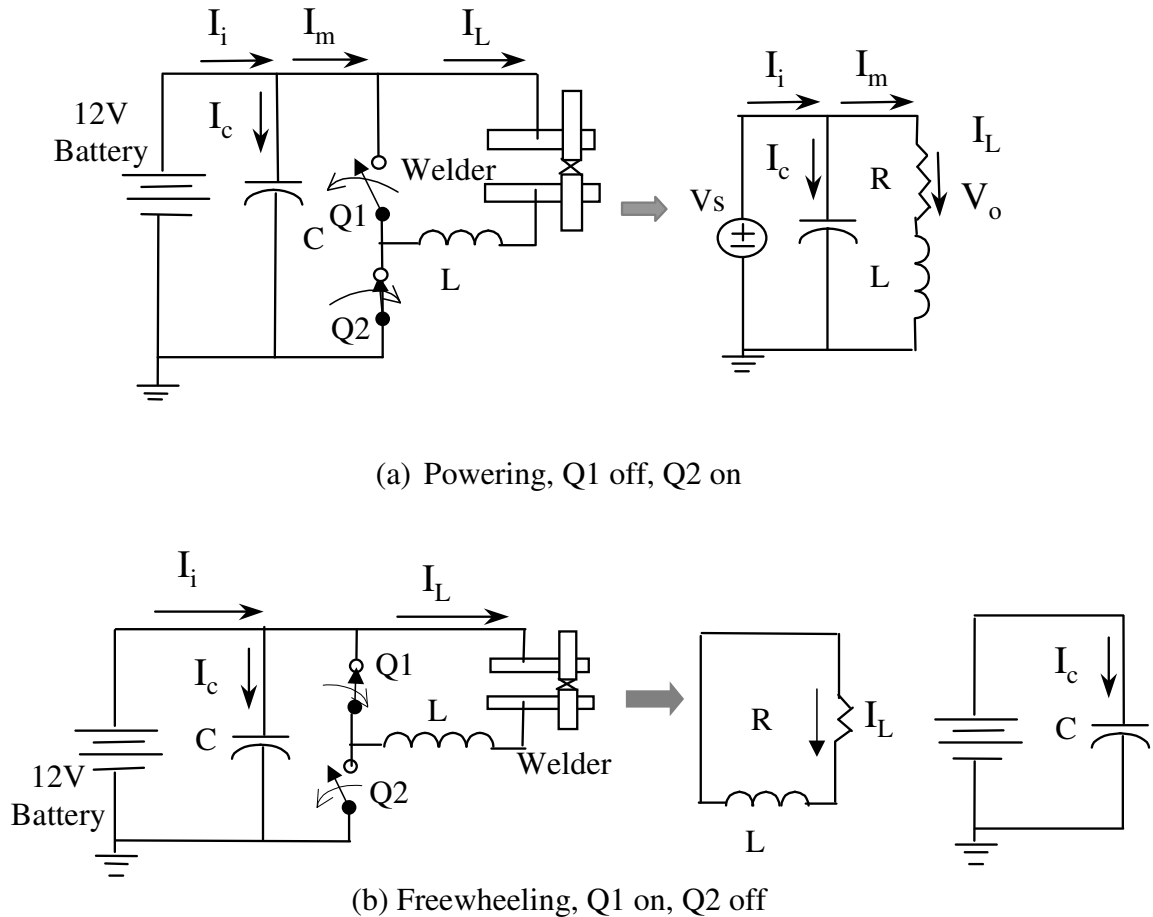 I_i
I_m
I_L
12V
Battery
I_c
Welder
Q1
C
L
Q2
I_i
I_m
I_L
I_c
R
Vs
V_o
L
(a) Powering, Q1 off, Q2 on
I_i
I_L
I_c
Q1
C
L
12V
Battery
Q2
Welder
R
I_L
L
I_c
C
(b) Freewheeling, Q1 on, Q2 off